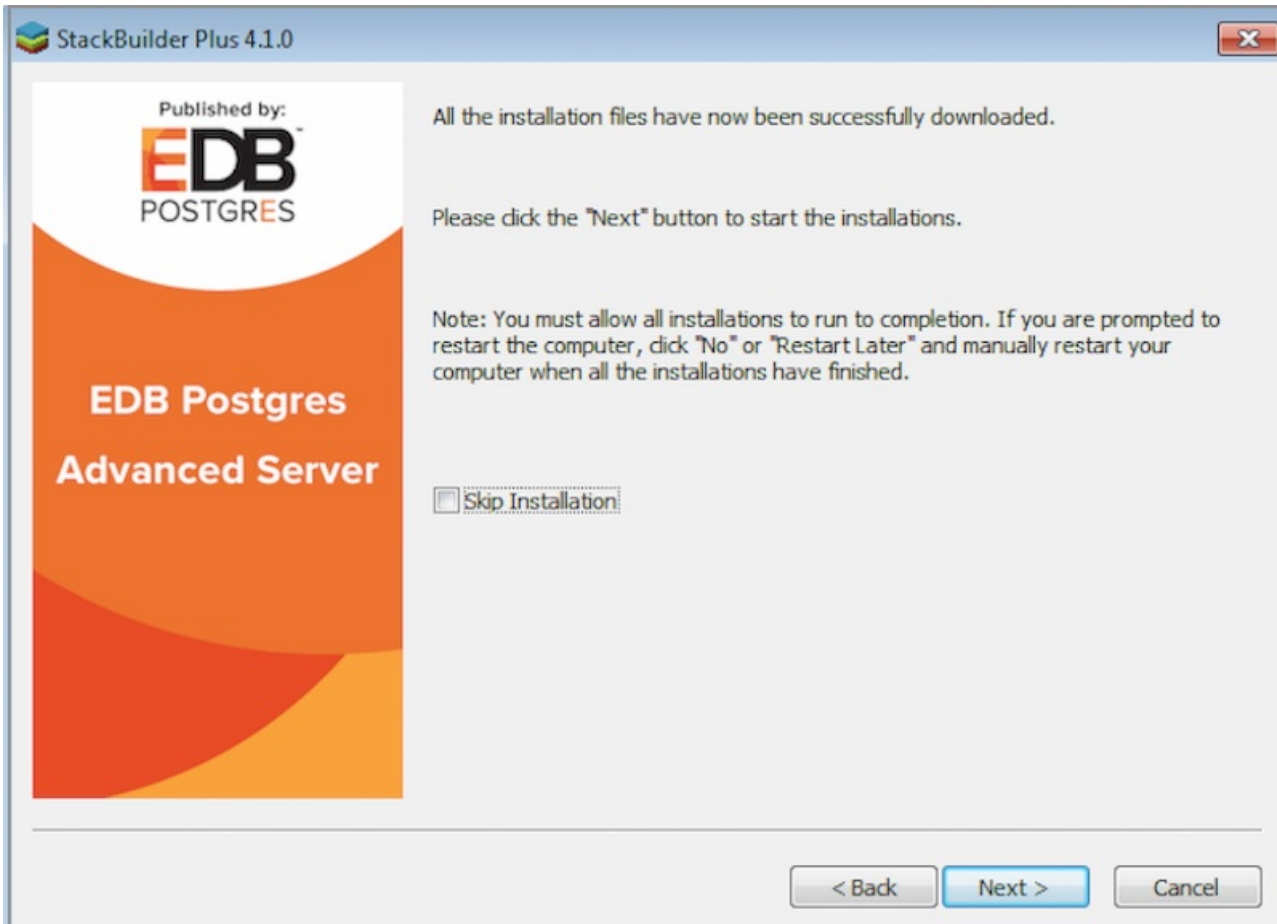 StackBuilder Plus 4.1.0
Published by:
EDB™
POSTGRES
EDB Postgres
Advanced Server
All the installation files have now been successfully downloaded.
Please click the "Next" button to start the installations.
Note: You must allow all installations to run to completion. If you are prompted to
restart the computer, click "No" or "Restart Later" and manually restart your
computer when all the installations have finished.
Skip Installation
< Back
Next >
Cancel